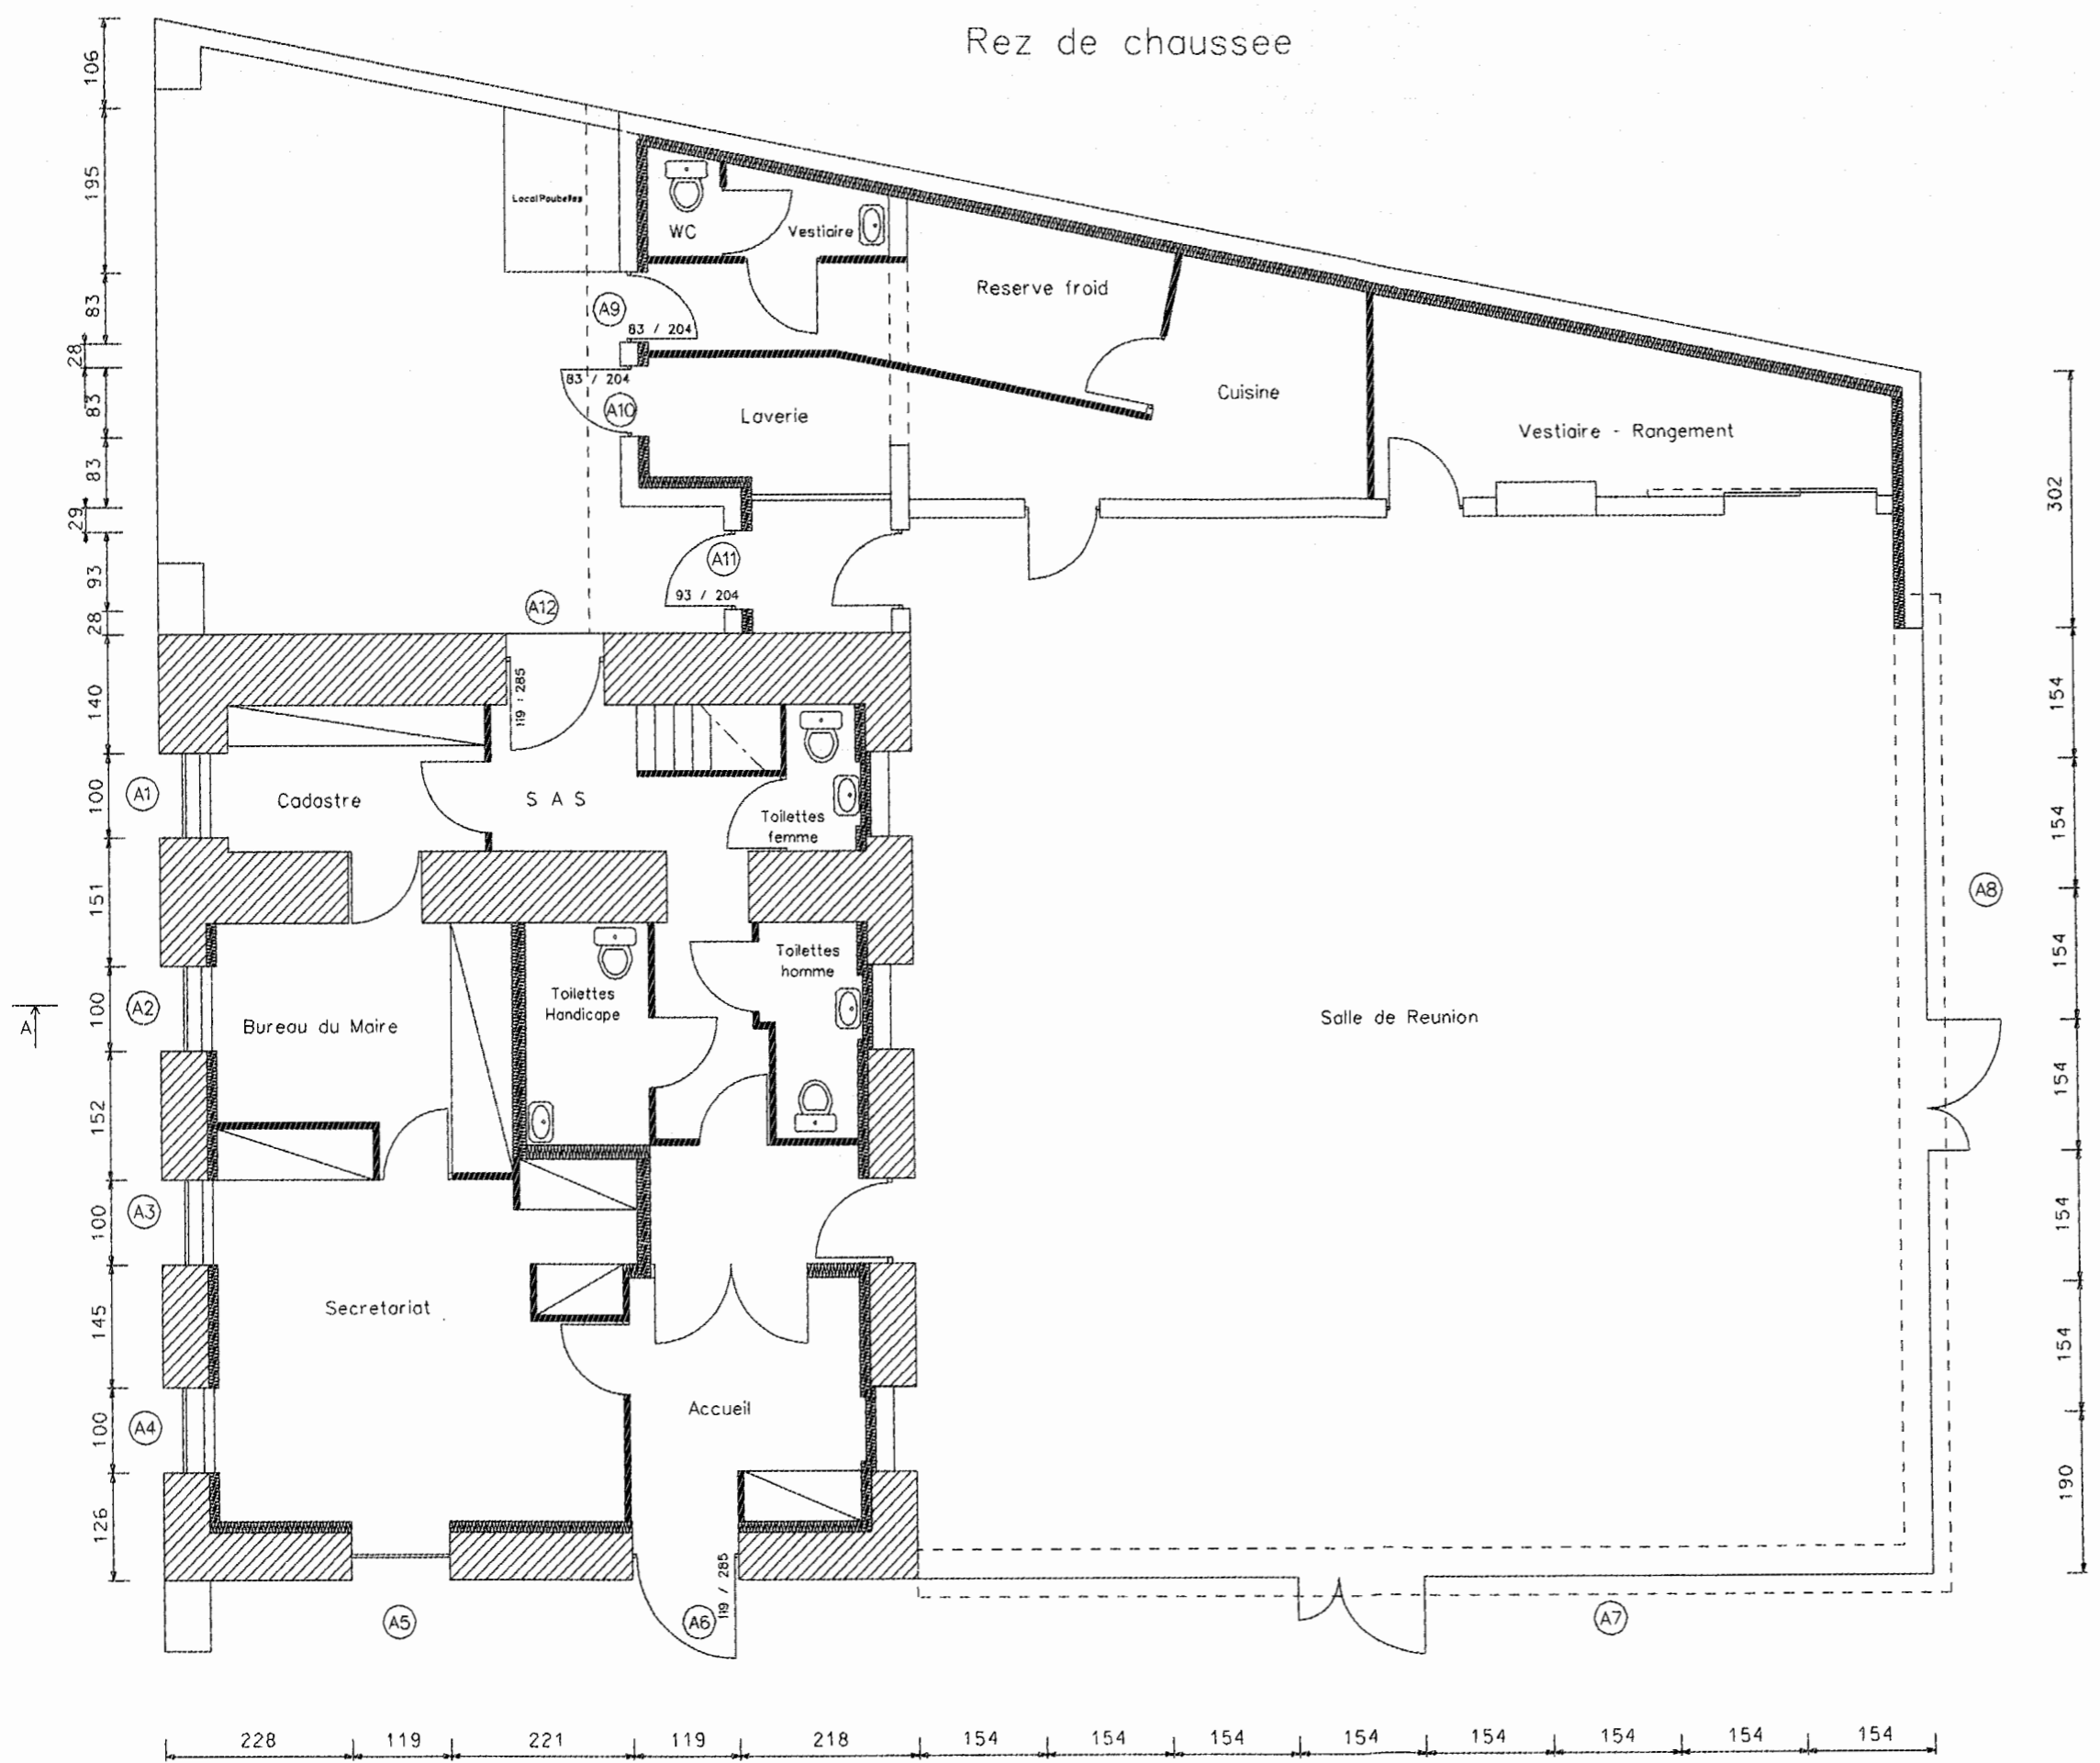 Rez de chaussee
106
195
83
28
83
83
29
93
28
140
100
151
100
152
100
145
100
126
Local Poubelles
WC
Vestiaire
Reserve froid
A9
83 / 204
83 / 204
A10
Laverie
Cuisine
Vestiaire - Rangement
A11
93 / 204
A12
119 : 285
A1
Cadastre
S A S
Toilettes
femme
A2
A
Bureau du Maire
Toilettes
Handicape
Toilettes
homme
Salle de Reunion
A8
A3
Secretariat
A4
Accueil
A5
A6
119 / 285
A7
302
154
154
154
154
154
154
190
228
119
221
119
218
154
154
154
154
154
154
154
154